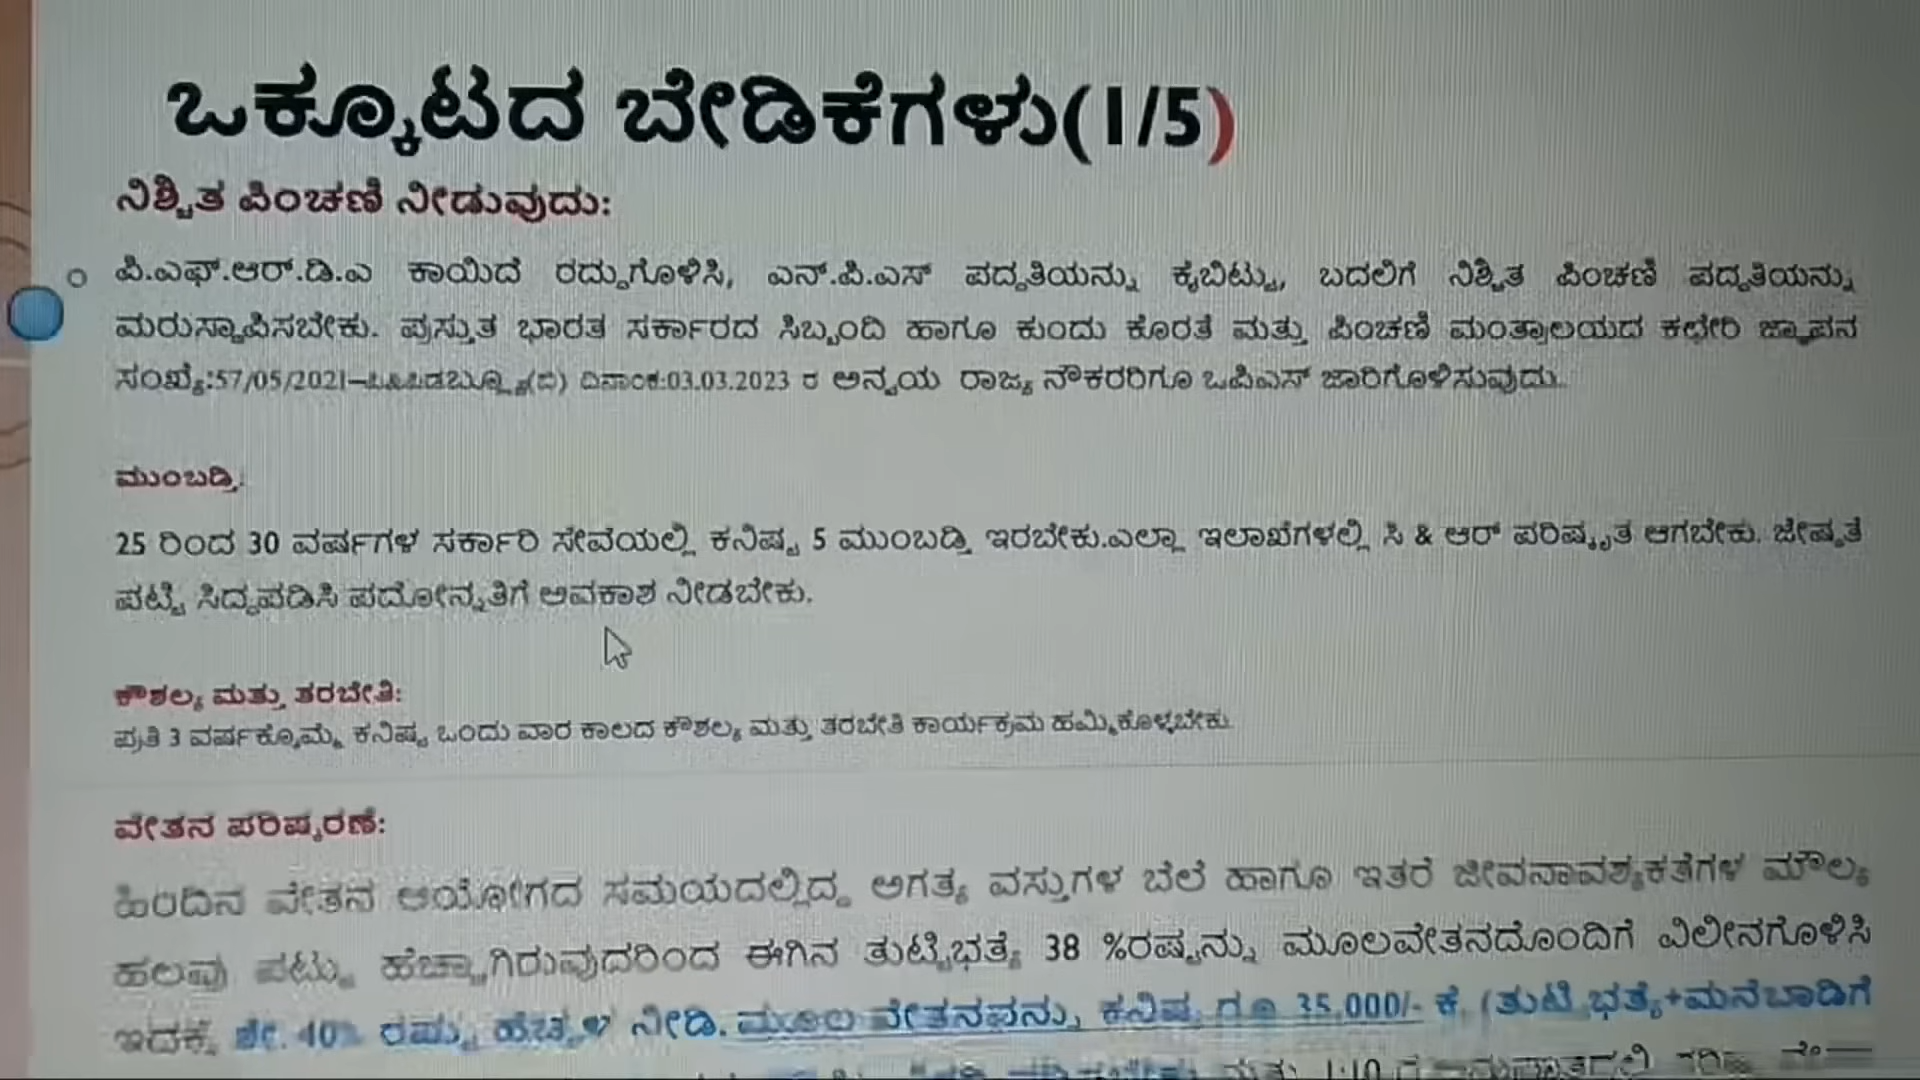 ಒಕ್ಕೂಟದ ಬೇಡಿಕೆಗಳು(1/5)
ನಿಶ್ಚಿತ ಪಿಂಚಣಿ ನೀಡುವುದು:
ಪಿ.ಎಫ್.ಆರ್.ಡಿ.ಎ ಕಾಯಿದೆ ರದ್ದುಗೊಳಿಸಿ, ಎನ್.ಪಿ.ಎಸ್ ಪದ್ಧತಿಯನ್ನು ಕೈಬಿಟ್ಟು, ಬದಲಿಗೆ ನಿಶ್ಚಿತ ಪಿಂಚಣಿ ಪದ್ಧತಿಯನ್ನು
ಮರುಸ್ಥಾಪಿಸಬೇಕು. ಪ್ರಸ್ತುತ ಭಾರತ ಸರ್ಕಾರದ ಸಿಬ್ಬಂದಿ ಹಾಗೂ ಕುಂದು ಕೊರತೆ ಮತ್ತು ಪಿಂಚಣಿ ಮಂತ್ರಾಲಯದ ಕಛೇರಿ ಜ್ಞಾಪನ
ಸಂಖ್ಯೆ:57/05/2021– ದಿನಾಂಕ:03.03.2023 ರ ಅನ್ವಯ ರಾಜ್ಯ ನೌಕರರಿಗೂ ಒಪಿಎಸ್ ಜಾರಿಗೊಳಿಸುವುದು.
ಮುಂಬಡ್ತಿ:
25 ರಿಂದ 30 ವರ್ಷಗಳ ಸರ್ಕಾರಿ ಸೇವೆಯಲ್ಲಿ ಕನಿಷ್ಠ 5 ಮುಂಬಡ್ತಿ ಇರಬೇಕು.ಎಲ್ಲಾ ಇಲಾಖೆಗಳಲ್ಲಿ ಸಿ & ಆರ್ ಪರಿಷ್ಕೃತ ಆಗಬೇಕು. ಜೇಷ್ಠತೆ
ಪಟ್ಟಿ ಸಿದ್ಧಪಡಿಸಿ ಪದೋನ್ನತಿಗೆ ಅವಕಾಶ ನೀಡಬೇಕು.
ಕೌಶಲ್ಯ ಮತ್ತು ತರಬೇತಿ:
ಪ್ರತಿ 3 ವರ್ಷಕ್ಕೊಮ್ಮೆ ಕನಿಷ್ಠ ಒಂದು ವಾರ ಕಾಲದ ಕೌಶಲ್ಯ ಮತ್ತು ತರಬೇತಿ ಕಾರ್ಯಕ್ರಮ ಹಮ್ಮಿಕೊಳ್ಳಬೇಕು.
ವೇತನ ಪರಿಷ್ಕರಣೆ:
ಹಿಂದಿನ ವೇತನ ಆಯೋಗದ ಸಮಯದಲ್ಲಿದ್ದ ಅಗತ್ಯ ವಸ್ತುಗಳ ಬೆಲೆ ಹಾಗೂ ಇತರೆ ಜೀವನಾವಶ್ಯಕತೆಗಳ ಮೌಲ್ಯ
ಹಲವು ಪಟ್ಟು ಹೆಚ್ಚಾಗಿರುವುದರಿಂದ ಈಗಿನ ತುಟ್ಟಿಭತ್ಯೆ 38 %ರಷ್ಟನ್ನು ಮೂಲವೇತನದೊಂದಿಗೆ ವಿಲೀನಗೊಳಿಸಿ
ಇದಕ್ಕೆ ಶೇ. 40% ರಷ್ಟು ಹೆಚ್ಚಳ ನೀಡಿ. ಮೂಲ ವೇತನವನ್ನು ಕನಿಷ್ಠ ರೂ 35,000/- ಕ್ಕೆ (ತುಟ್ಟಿ ಭತ್ಯೆ+ಮನೆಬಾಡಿಗೆ
ಮತ್ತು 1:10 ರ